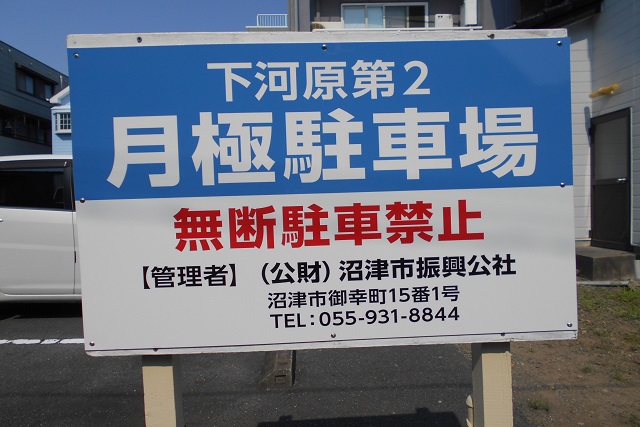 下河原第2
月極駐車場
無断駐車禁止
【管理者】（公財）沼津市振興公社
沼津市御幸町15番1号
TEL：055-931-8844